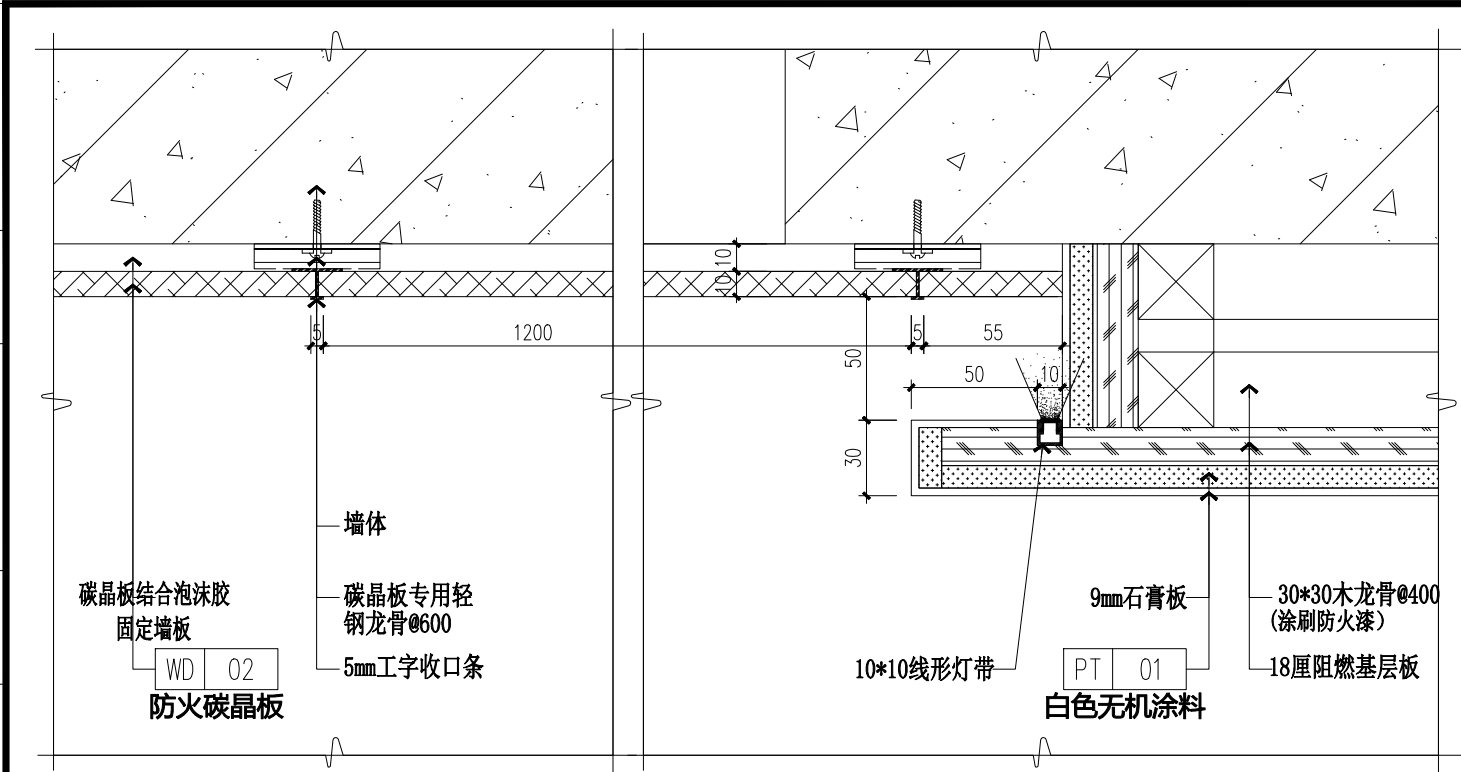 10
10
5
1200
5
55
50
50
10
30
墙体
碳晶板结合泡沫胶
固定墙板
碳晶板专用轻
钢龙骨@600
5mm工字收口条
WD 02
防火碳晶板
9mm石膏板
30*30木龙骨@400
(涂刷防火漆)
10*10线形灯带
PT 01
18厘阻燃基层板
白色无机涂料